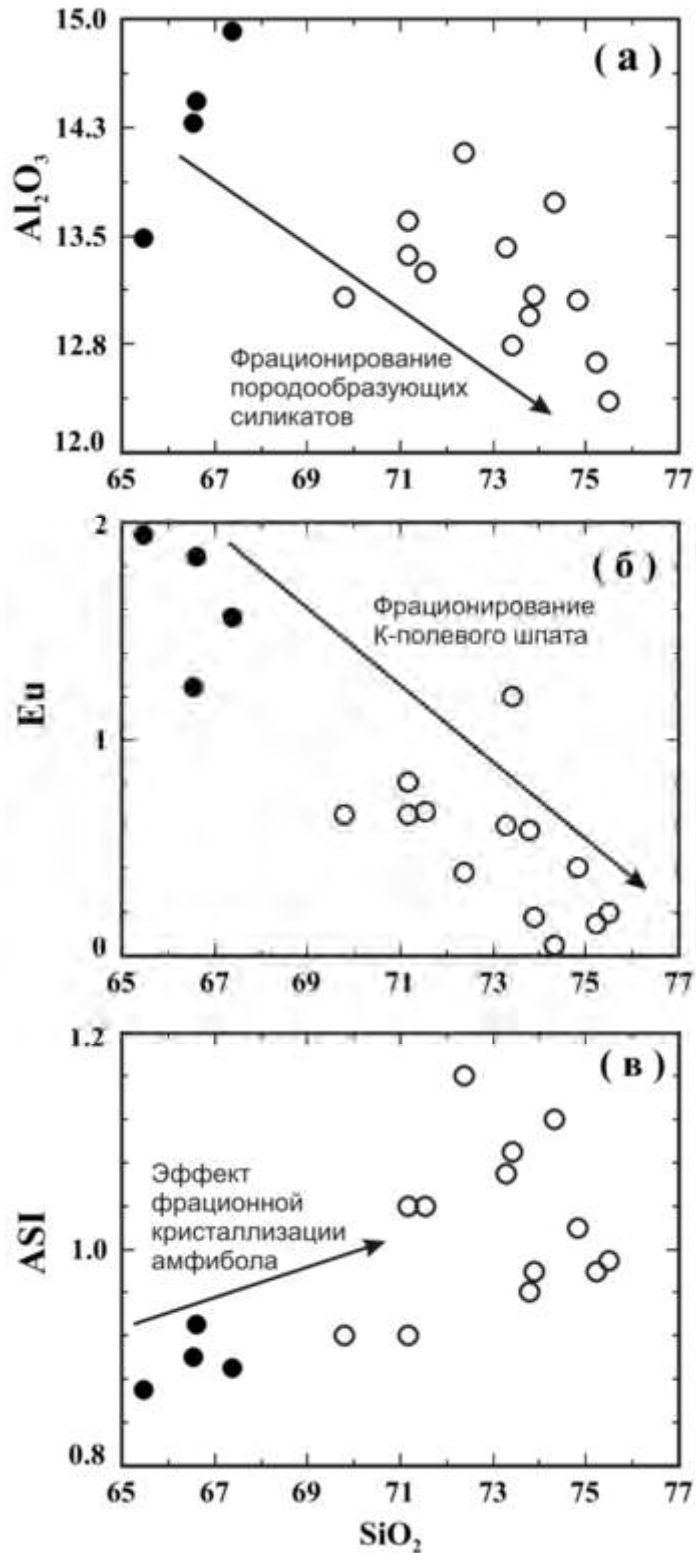 15.0
( а )
14.3
Al₂O₃
13.5
12.8
Фрационирование
породообразующих
силикатов
12.0
65 67 69 71 73 75 77
2
( б )
Фрационирование
К-полевого шпата
Eu
1
0
65 67 69 71 73 75 77
1.2
( в )
Эффект
фрационной
кристаллизации
амфибола
ASI
1.0
0.8
65 67 69 71 73 75 77
SiO₂